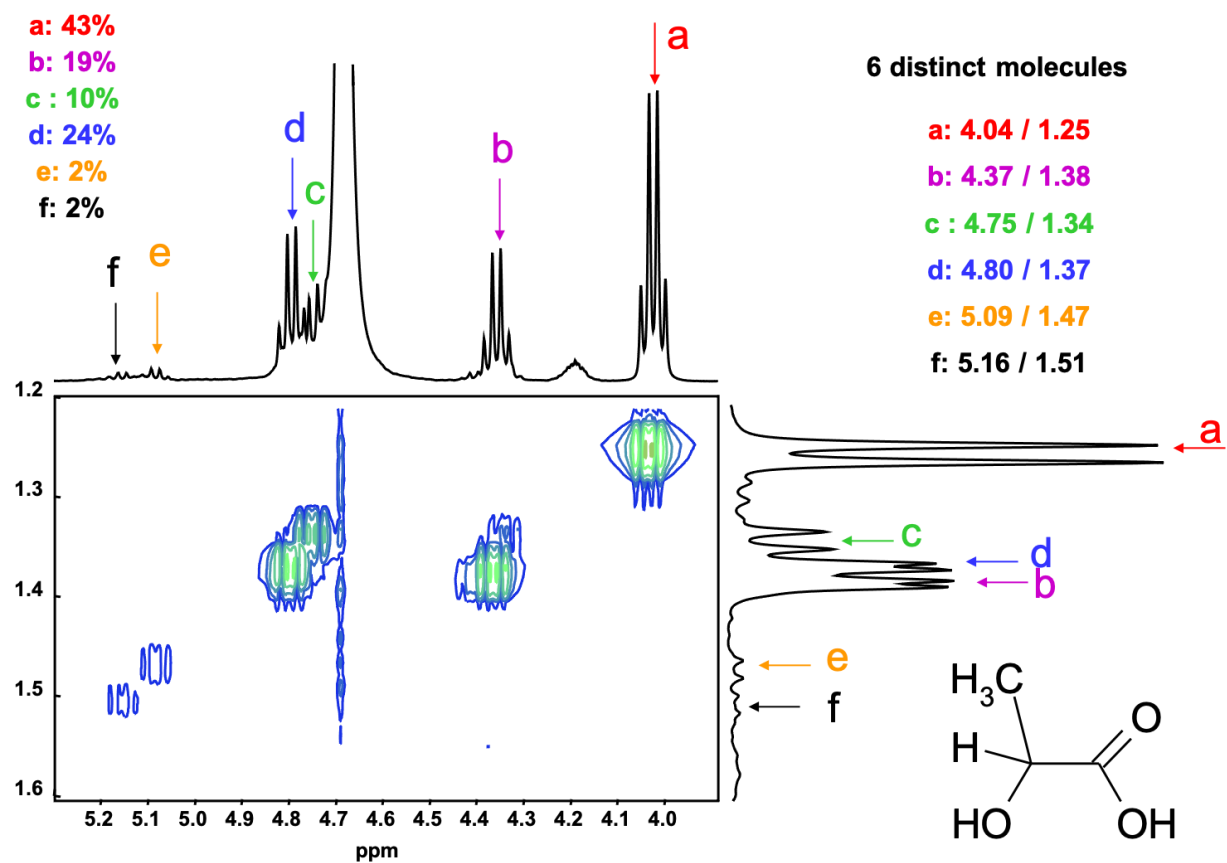 a: 43%
b: 19%
c : 10%
d: 24%
e: 2%
f: 2%
a
b
c
d
e
f
6 distinct molecules
a: 4.04 / 1.25
b: 4.37 / 1.38
c : 4.75 / 1.34
d: 4.80 / 1.37
e: 5.09 / 1.47
f: 5.16 / 1.51
1.2
1.3
1.4
1.5
1.6
5.2 5.1 5.0 4.9 4.8 4.7 4.6 4.5 4.4 4.3 4.2 4.1 4.0
ppm
a
c
d
b
e
f
H3C
H
O
HO
OH